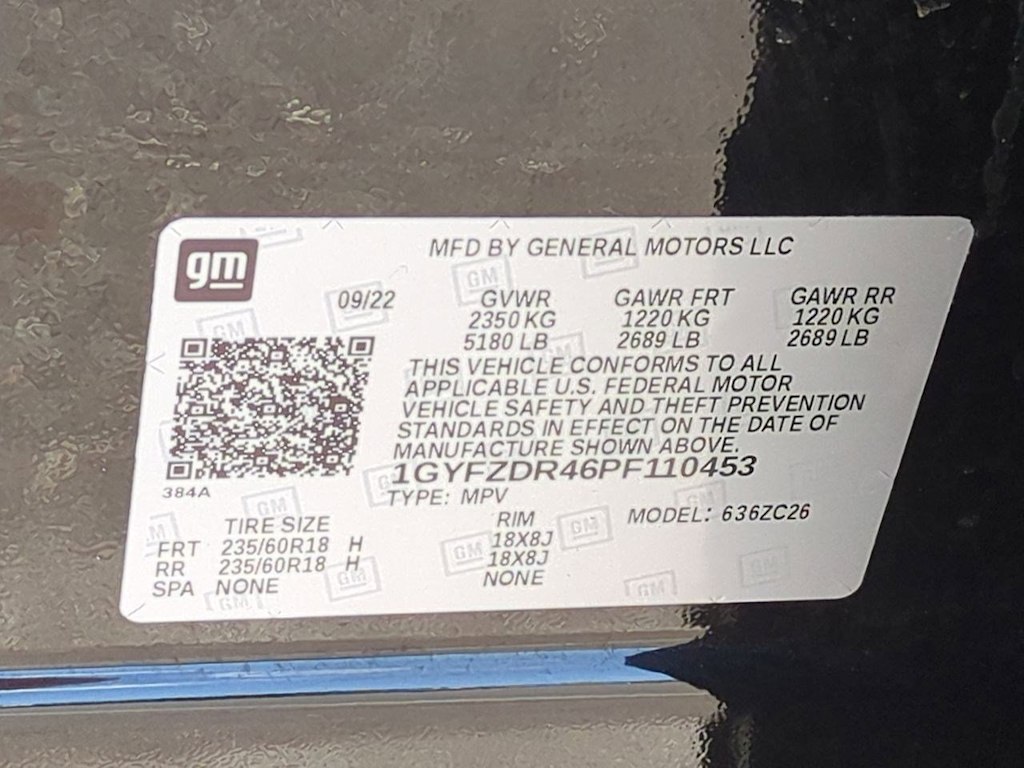 gm
MFD BY GENERAL MOTORS LLC
09/22 GVWR GAWR FRT GAWR RR
2350 KG 1220 KG 1220 KG
5180 LB 2689 LB 2689 LB
THIS VEHICLE CONFORMS TO ALL
APPLICABLE U.S. FEDERAL MOTOR
VEHICLE SAFETY AND THEFT PREVENTION
STANDARDS IN EFFECT ON THE DATE OF
MANUFACTURE SHOWN ABOVE.
1GYFZDR46PF110453
384A
TYPE: MPV
MODEL: 636ZC26
TIRE SIZE RIM
FRT 235/60R18 H 18X8J
RR 235/60R18 H 18X8J
SPA NONE NONE